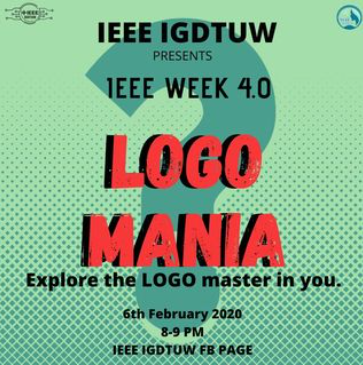 IEEE IGDTUW
PRESENTS
IEEE WEEK 4.0
LOGO
MANIA
Explore the LOGO master in you.
6th February 2020
8-9 PM
IEEE IGDTUW FB PAGE